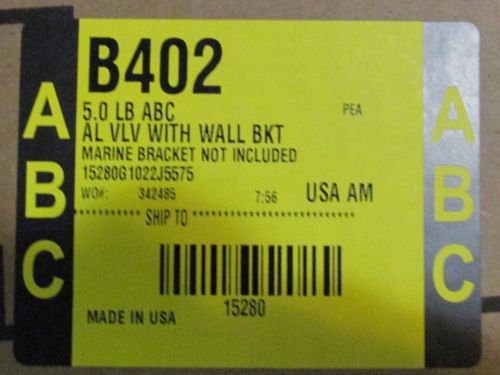 B402
5.0 LB ABC PEA
AL VLV WITH WALL BKT
MARINE BRACKET NOT INCLUDED
15280G1022J5575
WO#: 342485 7:56 USA AM
*********** SHIP TO ***************************
15280
MADE IN USA
A
B
C
A
B
C